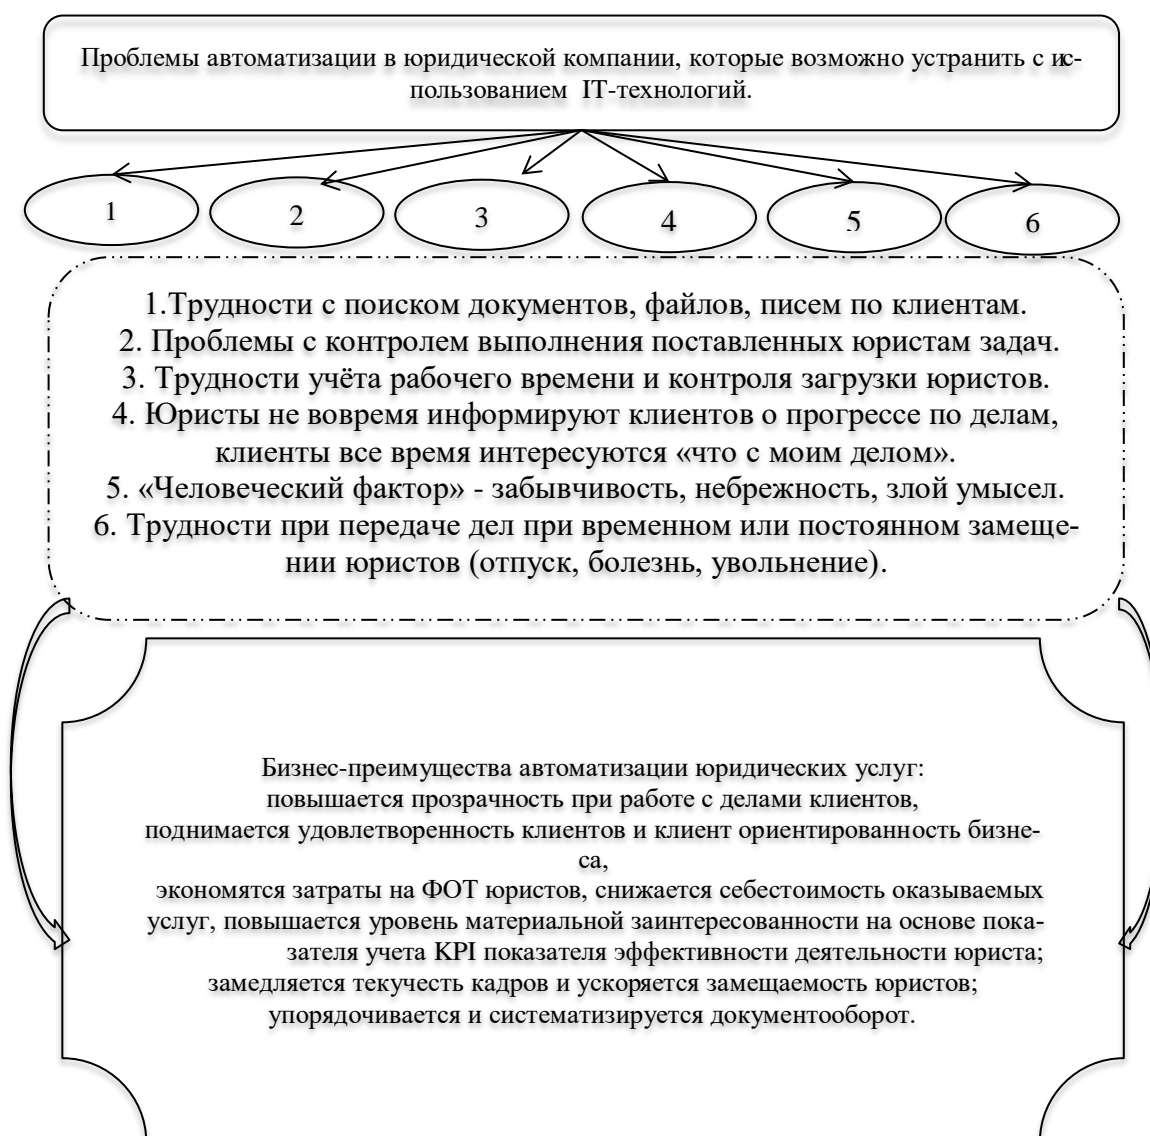 Проблемы автоматизации в юридической компании, которые возможно устранить с ис-
пользованием IT-технологий.
1 2 3 4 5 6
1.Трудности с поиском документов, файлов, писем по клиентам.
2. Проблемы с контролем выполнения поставленных юристам задач.
3. Трудности учёта рабочего времени и контроля загрузки юристов.
4. Юристы не вовремя информируют клиентов о прогрессе по делам,
клиенты все время интересуются «что с моим делом».
5. «Человеческий фактор» - забывчивость, небрежность, злой умысел.
6. Трудности при передаче дел при временном или постоянном замеще-
нии юристов (отпуск, болезнь, увольнение).
Бизнес-преимущества автоматизации юридических услуг:
повышается прозрачность при работе с делами клиентов,
поднимается удовлетворенность клиентов и клиент ориентированность бизне-
са,
экономятся затраты на ФОТ юристов, снижается себестоимость оказываемых
услуг, повышается уровень материальной заинтересованности на основе пока-
зателя учета KPI показателя эффективности деятельности юриста;
замедляется текучесть кадров и ускоряется замещаемость юристов;
упорядочивается и систематизируется документооборот.